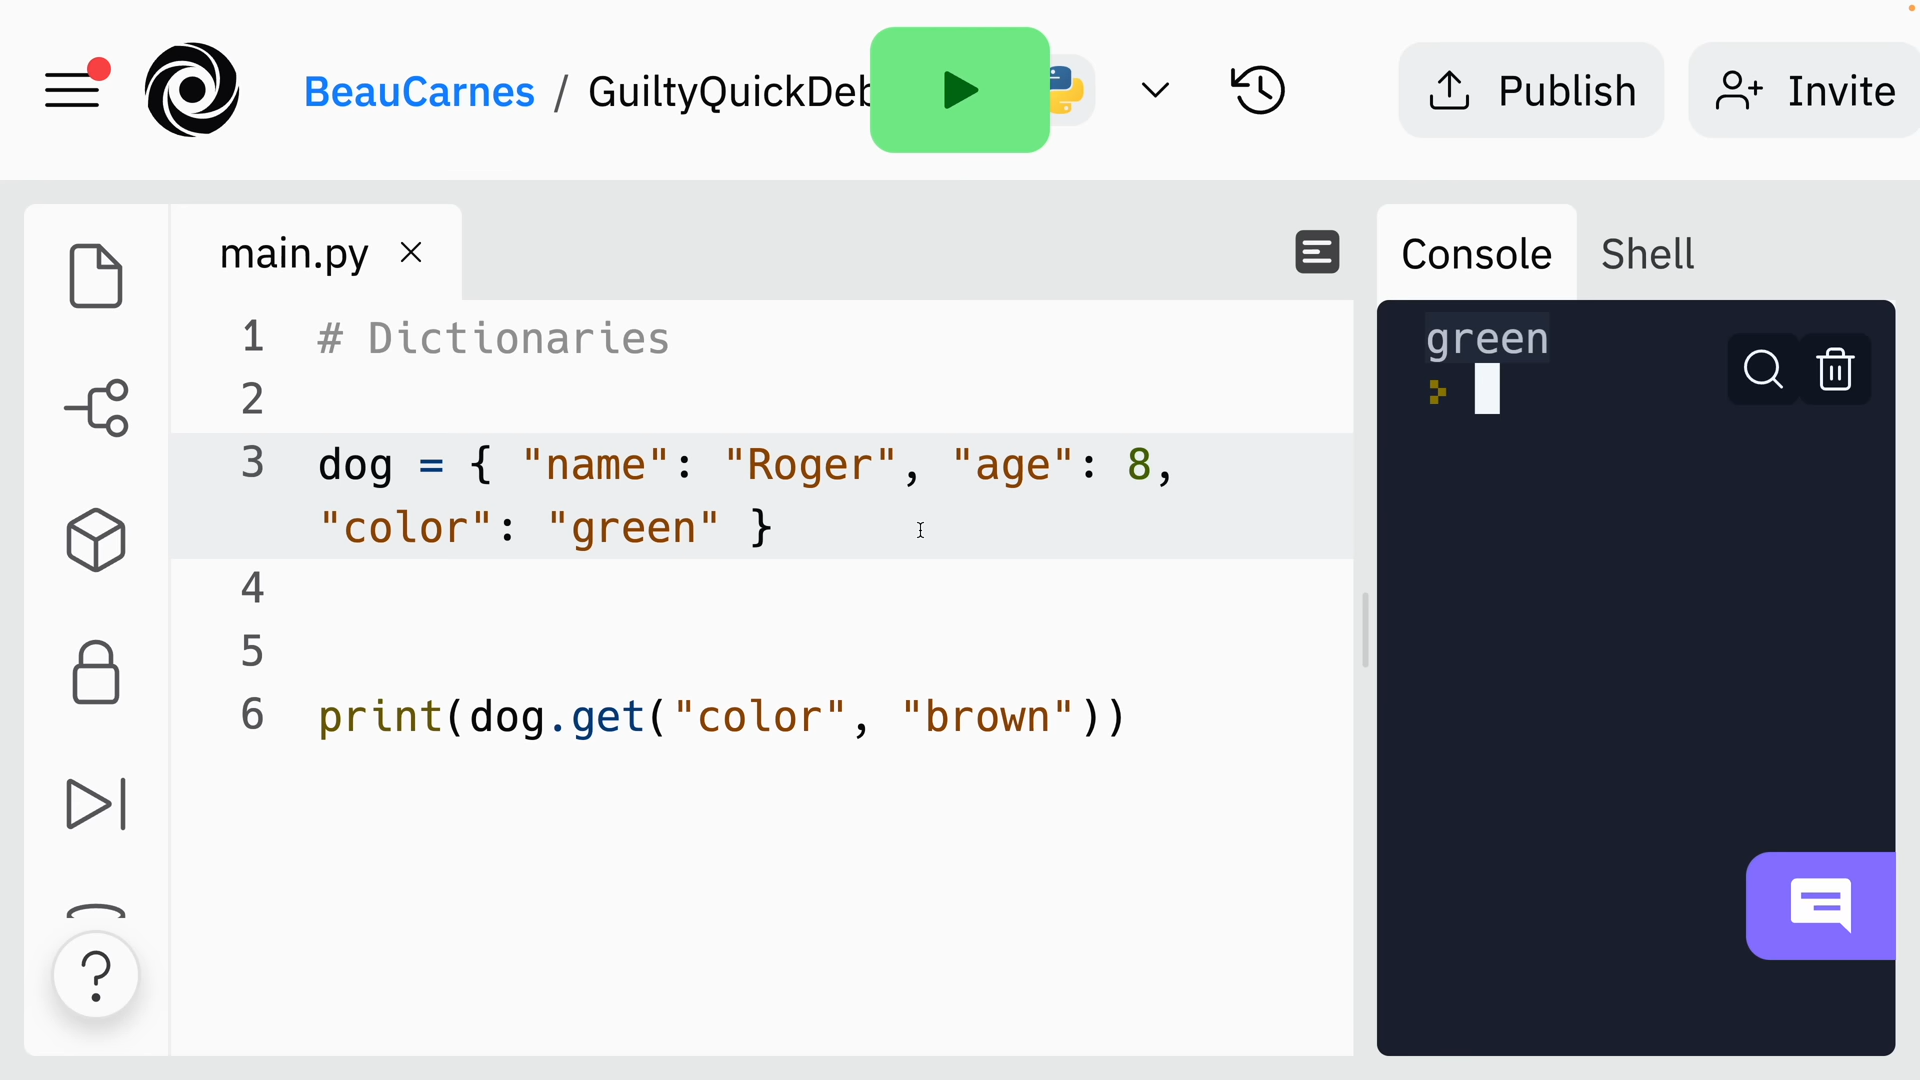 BeauCarnes / GuiltyQuickDeb
Publish
Invite
main.py
Console
Shell
1 # Dictionaries
2
3 dog = { "name": "Roger", "age": 8,
"color": "green" }
4
5
6 print(dog.get("color", "brown"))
green